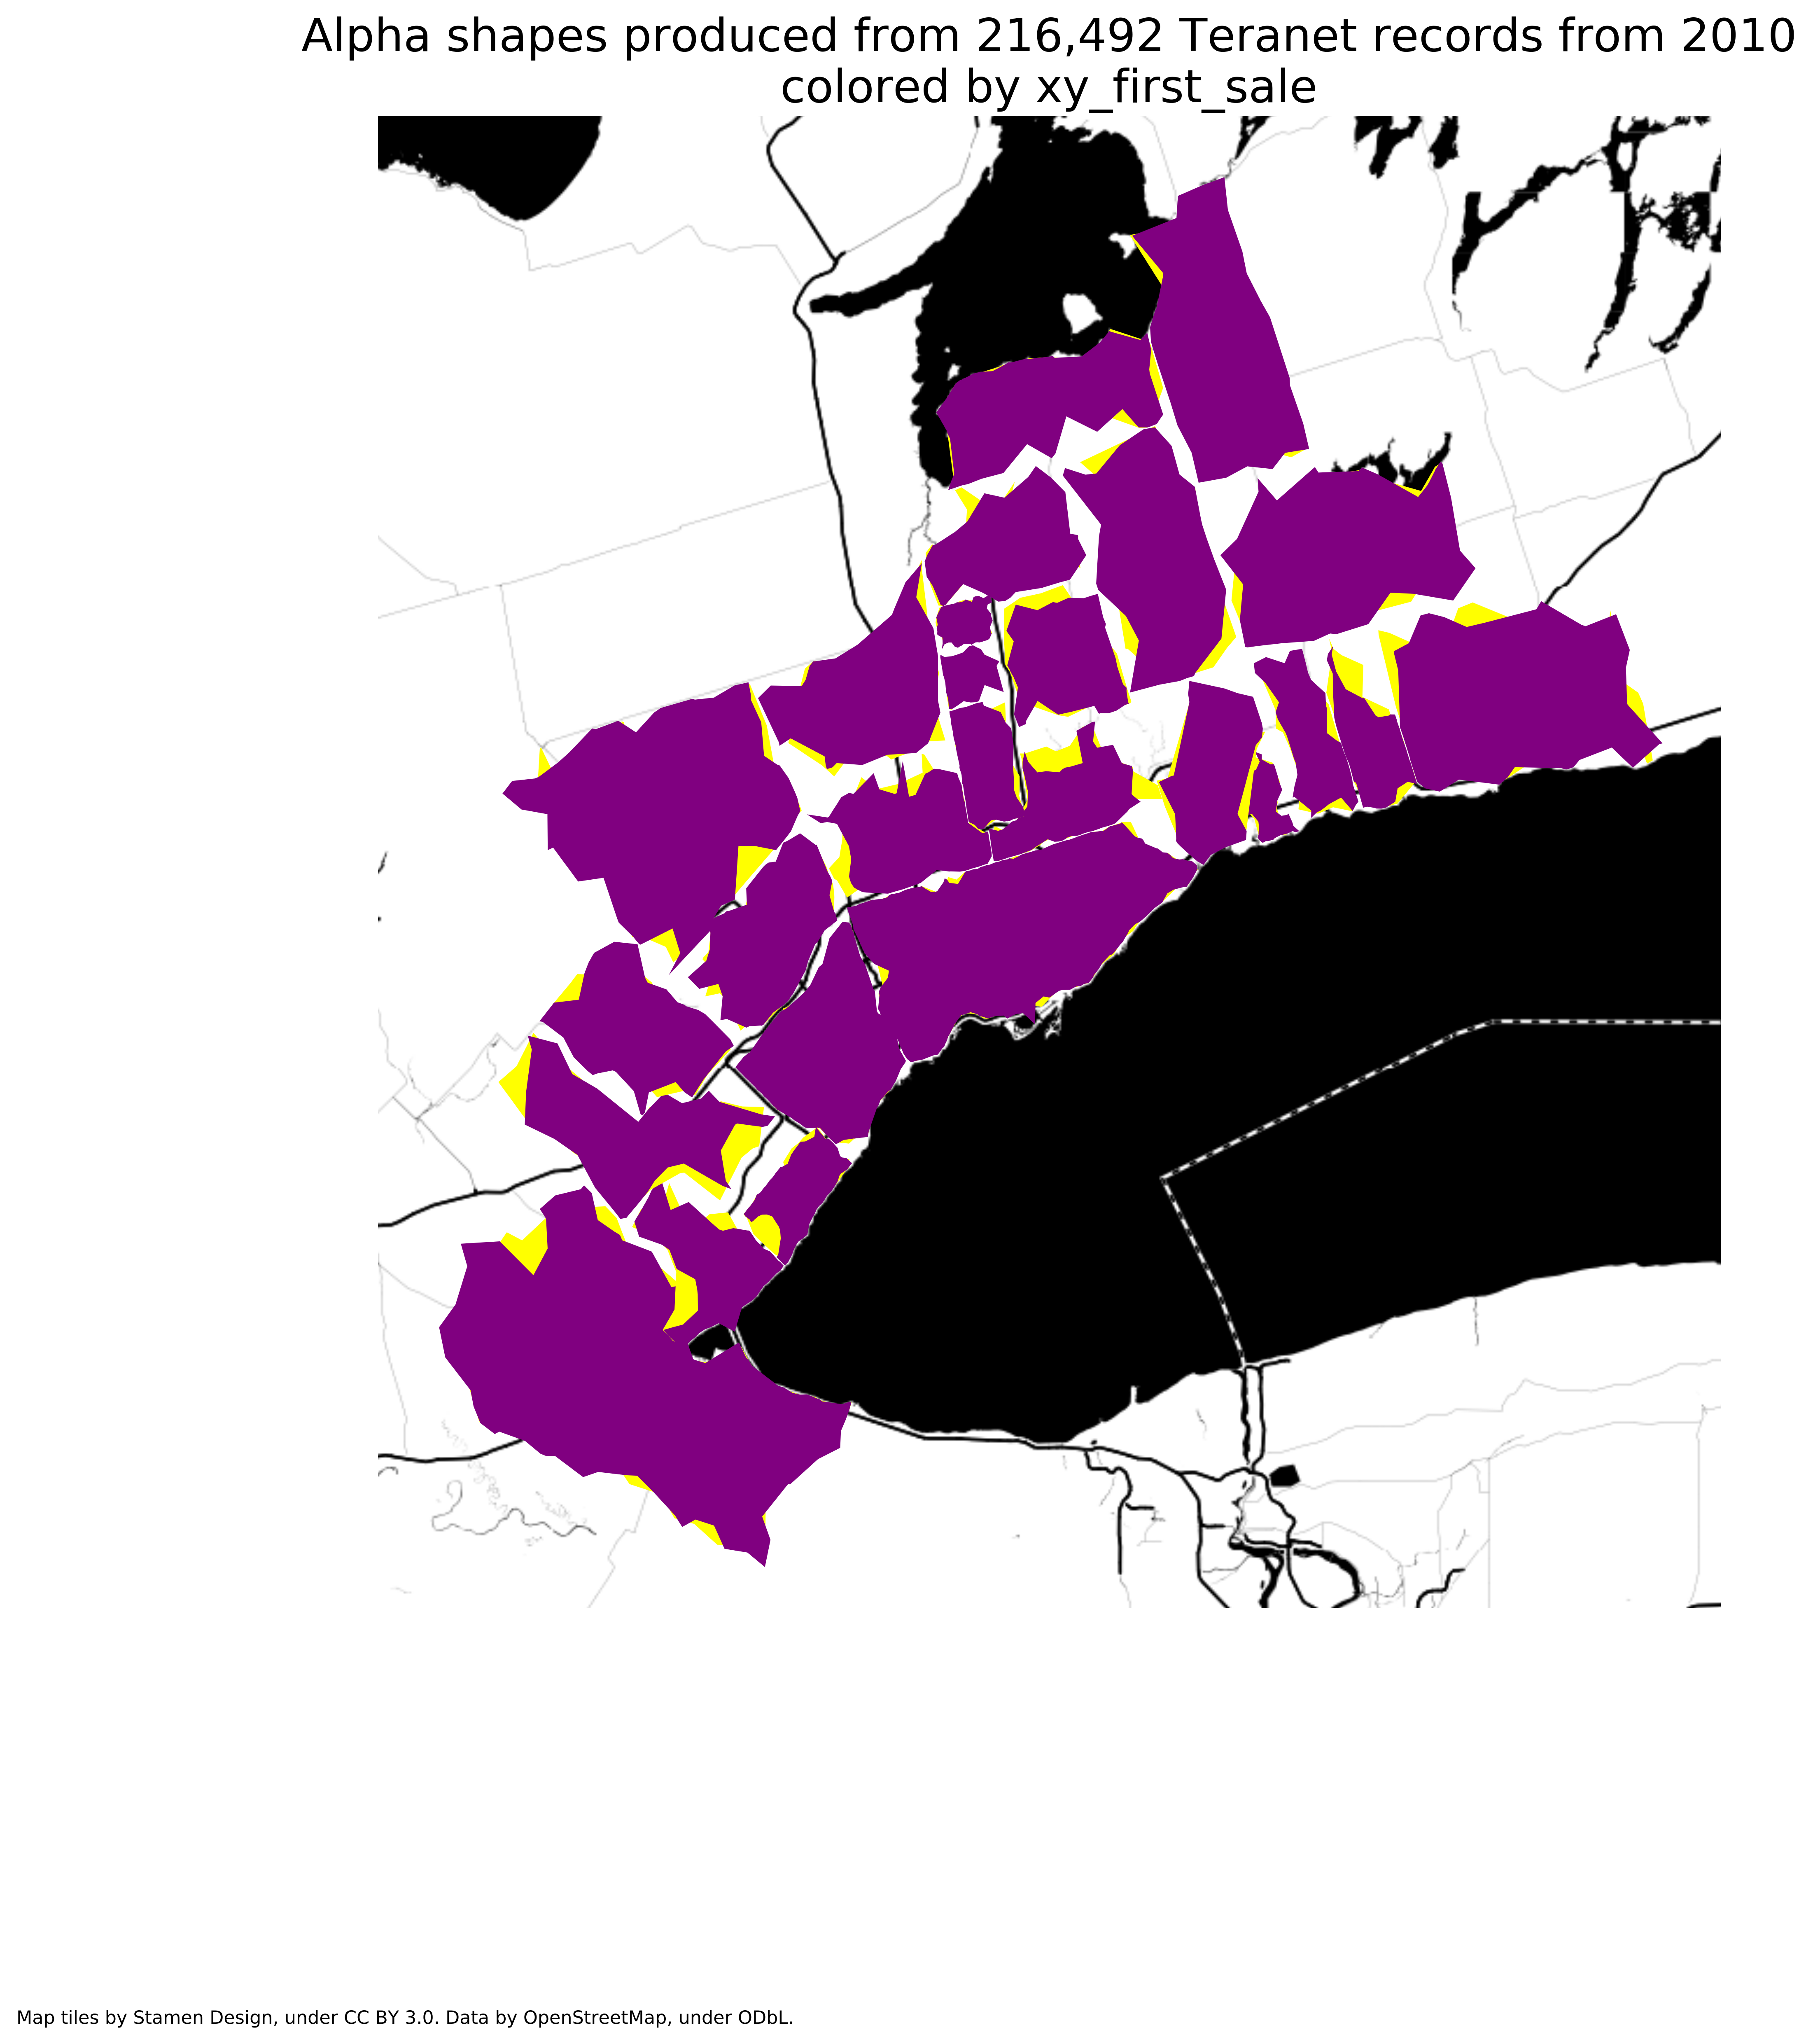 Alpha shapes produced from 216,492 Teranet records from 2010
colored by xy_first_sale
Map tiles by Stamen Design, under CC BY 3.0. Data by OpenStreetMap, under ODbL.